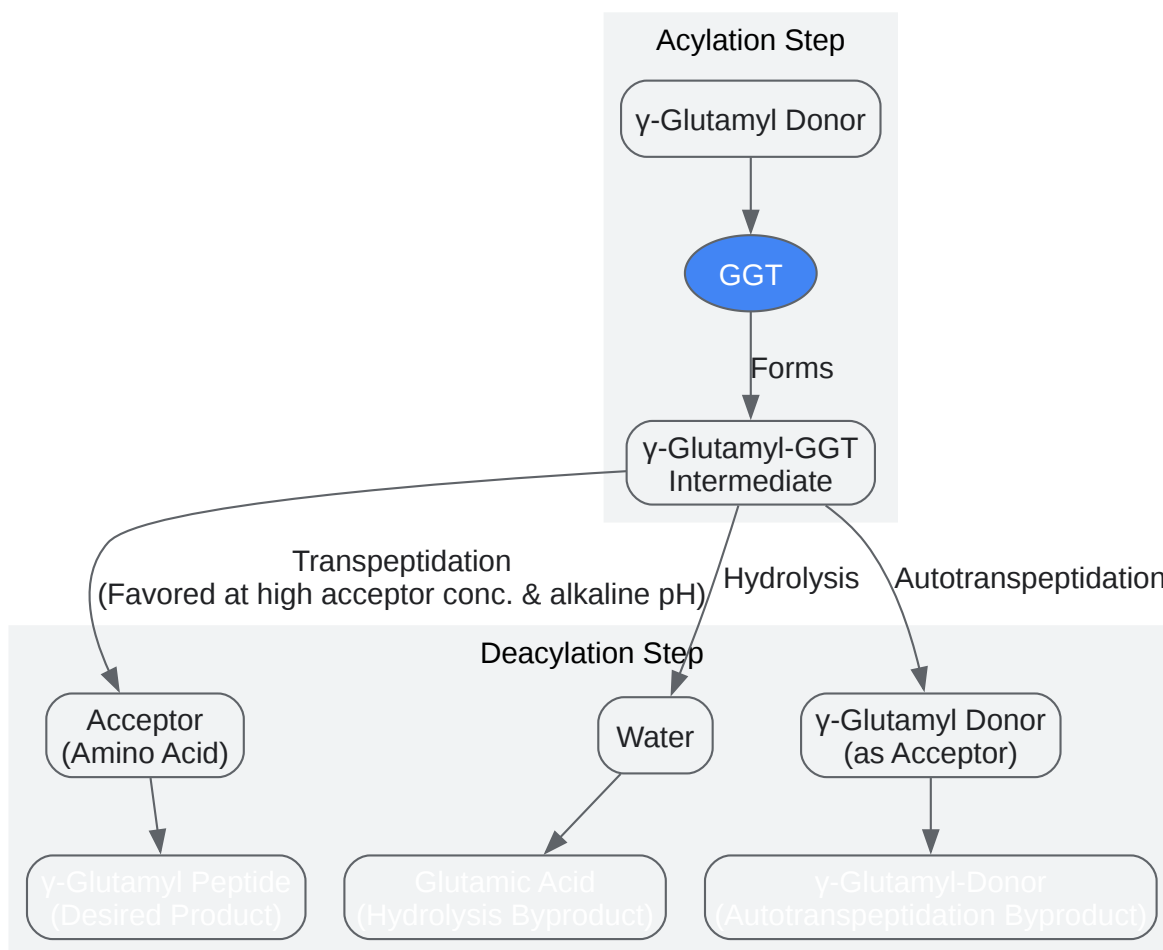 Acylation Step
γ-Glutamyl Donor
GGT
Forms
γ-Glutamyl-GGT
Intermediate
Transpeptidation
(Favored at high acceptor conc. & alkaline pH)
Hydrolysis
Autotranspeptidation
Deacylation Step
Acceptor
(Amino Acid)
Water
γ-Glutamyl Donor
(as Acceptor)
γ-Glutamyl Peptide
(Desired Product)
Glutamic Acid
(Hydrolysis Byproduct)
γ-Glutamyl-Donor
(Autotranspeptidation Byproduct)